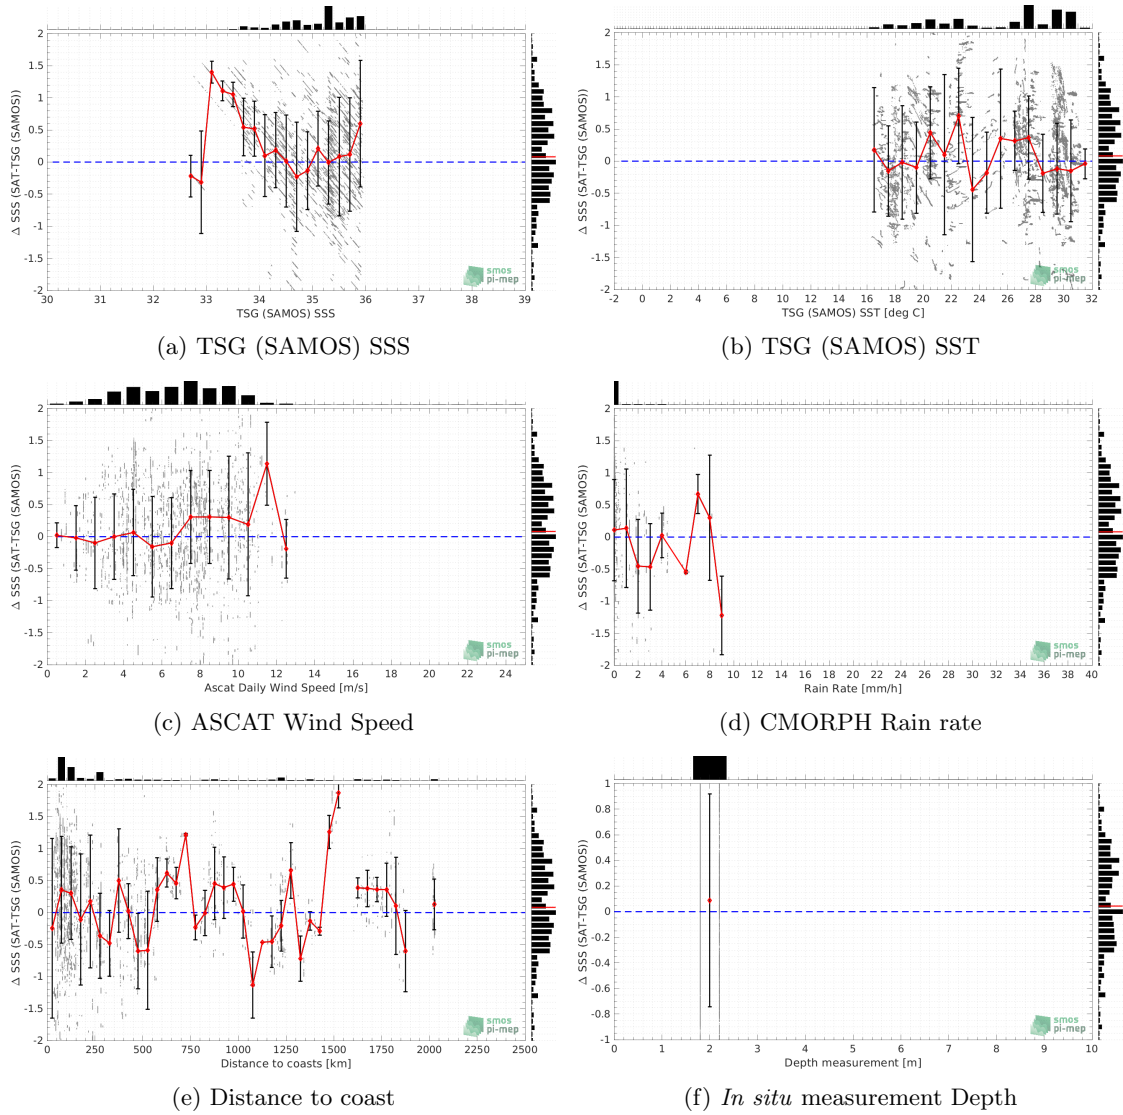 2
1.5
1
0.5
0
-0.5
-1
-1.5
-2
Δ SSS (SAT-TSG (SAMOS))
30 31 32 33 34 35 36 37 38 39
TSG (SAMOS) SSS
smos
pi-mep
(a) TSG (SAMOS) SSS
2
1.5
1
0.5
0
-0.5
-1
-1.5
-2
Δ SSS (SAT-TSG (SAMOS))
-2 0 2 4 6 8 10 12 14 16 18 20 22 24 26 28 30 32
TSG (SAMOS) SST [deg C]
smos
pi-mep
(b) TSG (SAMOS) SST
2
1.5
1
0.5
0
-0.5
-1
-1.5
-2
Δ SSS (SAT-TSG (SAMOS))
0 2 4 6 8 10 12 14 16 18 20 22 24
Ascat Daily Wind Speed [m/s]
smos
pi-mep
(c) ASCAT Wind Speed
2
1.5
1
0.5
0
-0.5
-1
-1.5
-2
Δ SSS (SAT-TSG (SAMOS))
0 2 4 6 8 10 12 14 16 18 20 22 24 26 28 30 32 34 36 38 40
Rain Rate [mm/h]
smos
pi-mep
(d) CMORPH Rain rate
2
1.5
1
0.5
0
-0.5
-1
-1.5
-2
Δ SSS (SAT-TSG (SAMOS))
0 250 500 750 1000 1250 1500 1750 2000 2250 2500
Distance to coasts [km]
smos
pi-mep
(e) Distance to coast
1
0.8
0.6
0.4
0.2
0
-0.2
-0.4
-0.6
-0.8
-1
Δ SSS (SAT-TSG (SAMOS))
0 1 2 3 4 5 6 7 8 9 10
Depth measurement [m]
smos
pi-mep
(f) In situ measurement Depth